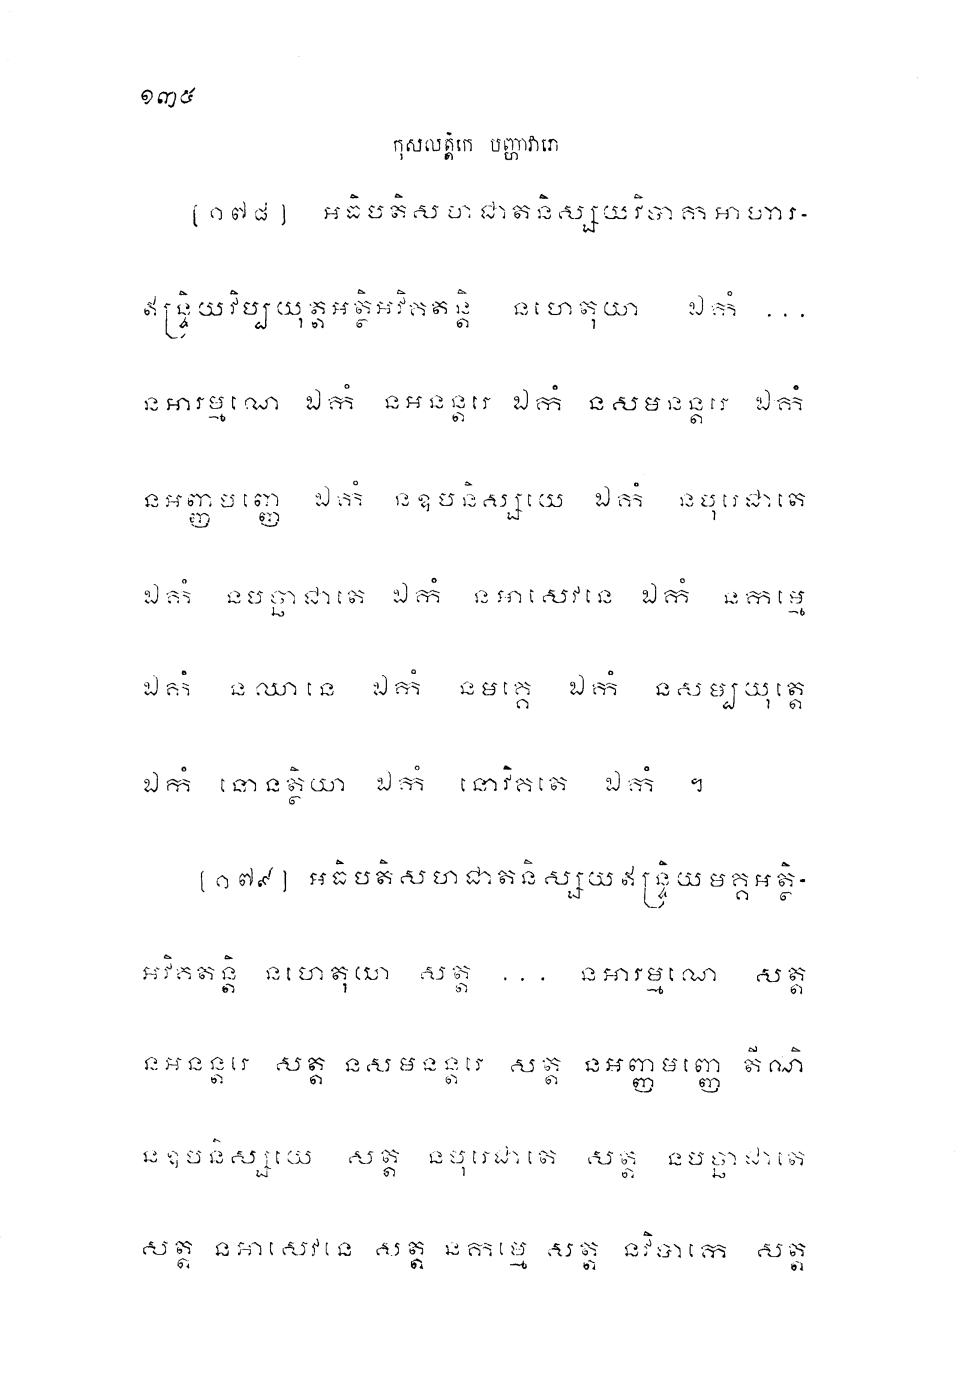 ១៣៥
កុសលត្តិកេ បញ្ហាវារោ
[១៧៨] អធិបតិសហជាតនិស្សយវិបាកអាហារ-
ឥន្ទ្រិយវិប្បយុត្តអត្ថិអវិគតន្តិ នហេតុយា ឯកំ ...
នអារម្មណេ ឯកំ នអនន្តរេ ឯកំ នសមនន្តរេ ឯកំ
នអញ្ញមញ្ញេ ឯកំ នឧបនិស្សយេ ឯកំ នបុរេជាតេ
ឯកំ នបច្ឆាជាតេ ឯកំ នអាសេវនេ ឯកំ នកម្មេ
ឯកំ នឈានេ ឯកំ នមគ្គេ ឯកំ នសម្បយុត្តេ
ឯកំ នោនត្ថិយា ឯកំ នោវិគតេ ឯកំ ។
[១៧៩] អធិបតិសហជាតនិស្សយឥន្ទ្រិយមគ្គអត្ថិ-
អវិគតន្តិ នហេតុយា សត្ត ... នអារម្មណេ សត្ត
នអនន្តរេ សត្ត នសមនន្តរេ សត្ត នអញ្ញមញ្ញេ តីណិ
នឧបនិស្សយេ សត្ត នបុរេជាតេ សត្ត នបច្ឆាជាតេ
សត្ត នអាសេវនេ សត្ត នកម្មេ សត្ត នវិបាកេ សត្ត